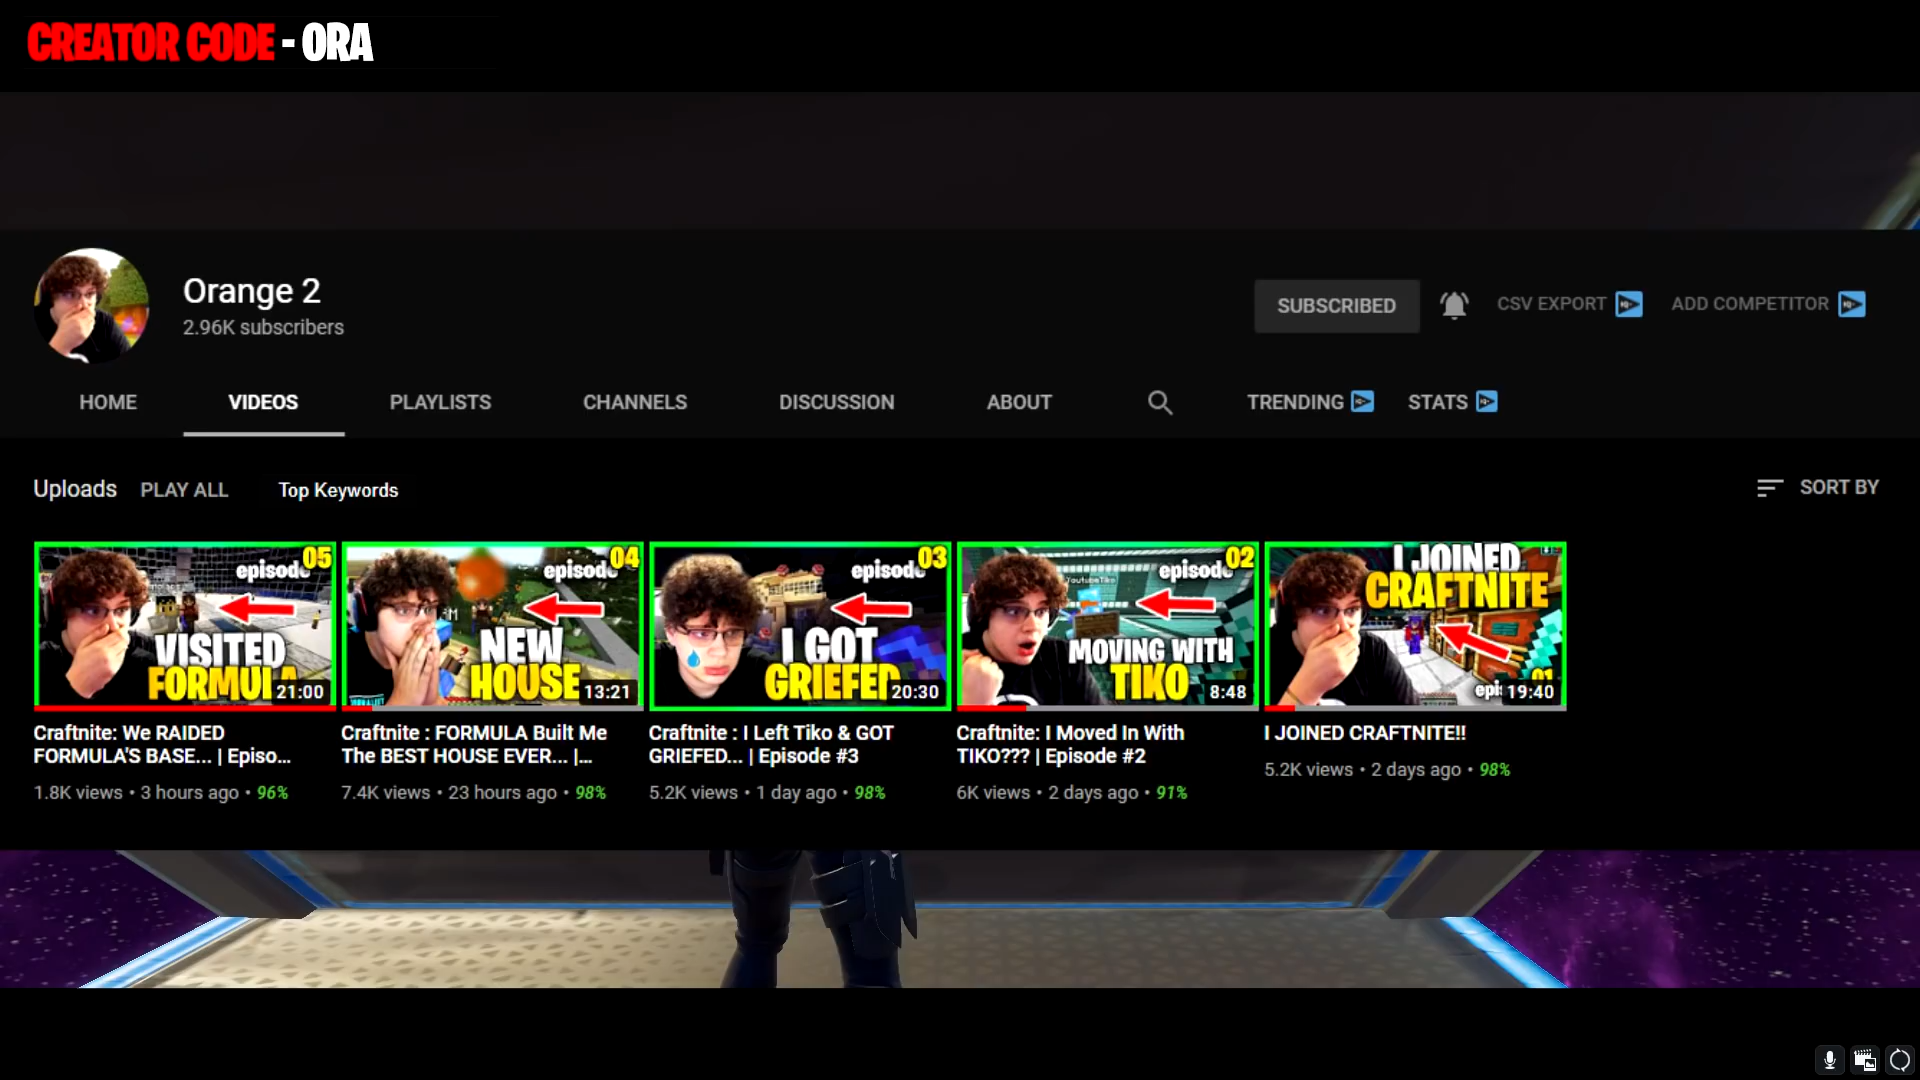 CREATOR CODE - ORA
Orange 2
2.96K subscribers
SUBSCRIBED
CSV EXPORT
ADD COMPETITOR
HOME
VIDEOS
PLAYLISTS
CHANNELS
DISCUSSION
ABOUT
TRENDING
STATS
Uploads
PLAY ALL
Top Keywords
SORT BY
episode 05
VISITED
FORMULA
21:00
Craftnite: We RAIDED
FORMULA'S BASE... | Episo...
1.8K views • 3 hours ago • 96%
episode 04
NEW
HOUSE
13:21
Craftnite : FORMULA Built Me
The BEST HOUSE EVER... |...
7.4K views • 23 hours ago • 98%
episode 03
I GOT
GRIEFED
20:30
Craftnite : I Left Tiko & GOT
GRIEFED... | Episode #3
5.2K views • 1 day ago • 98%
episode 02
YoutubeTiko
MOVING WITH
TIKO
8:48
Craftnite: I Moved In With
TIKO??? | Episode #2
6K views • 2 days ago • 91%
I JOINED
CRAFTNITE
01
epi
19:40
I JOINED CRAFTNITE!!
5.2K views • 2 days ago • 98%